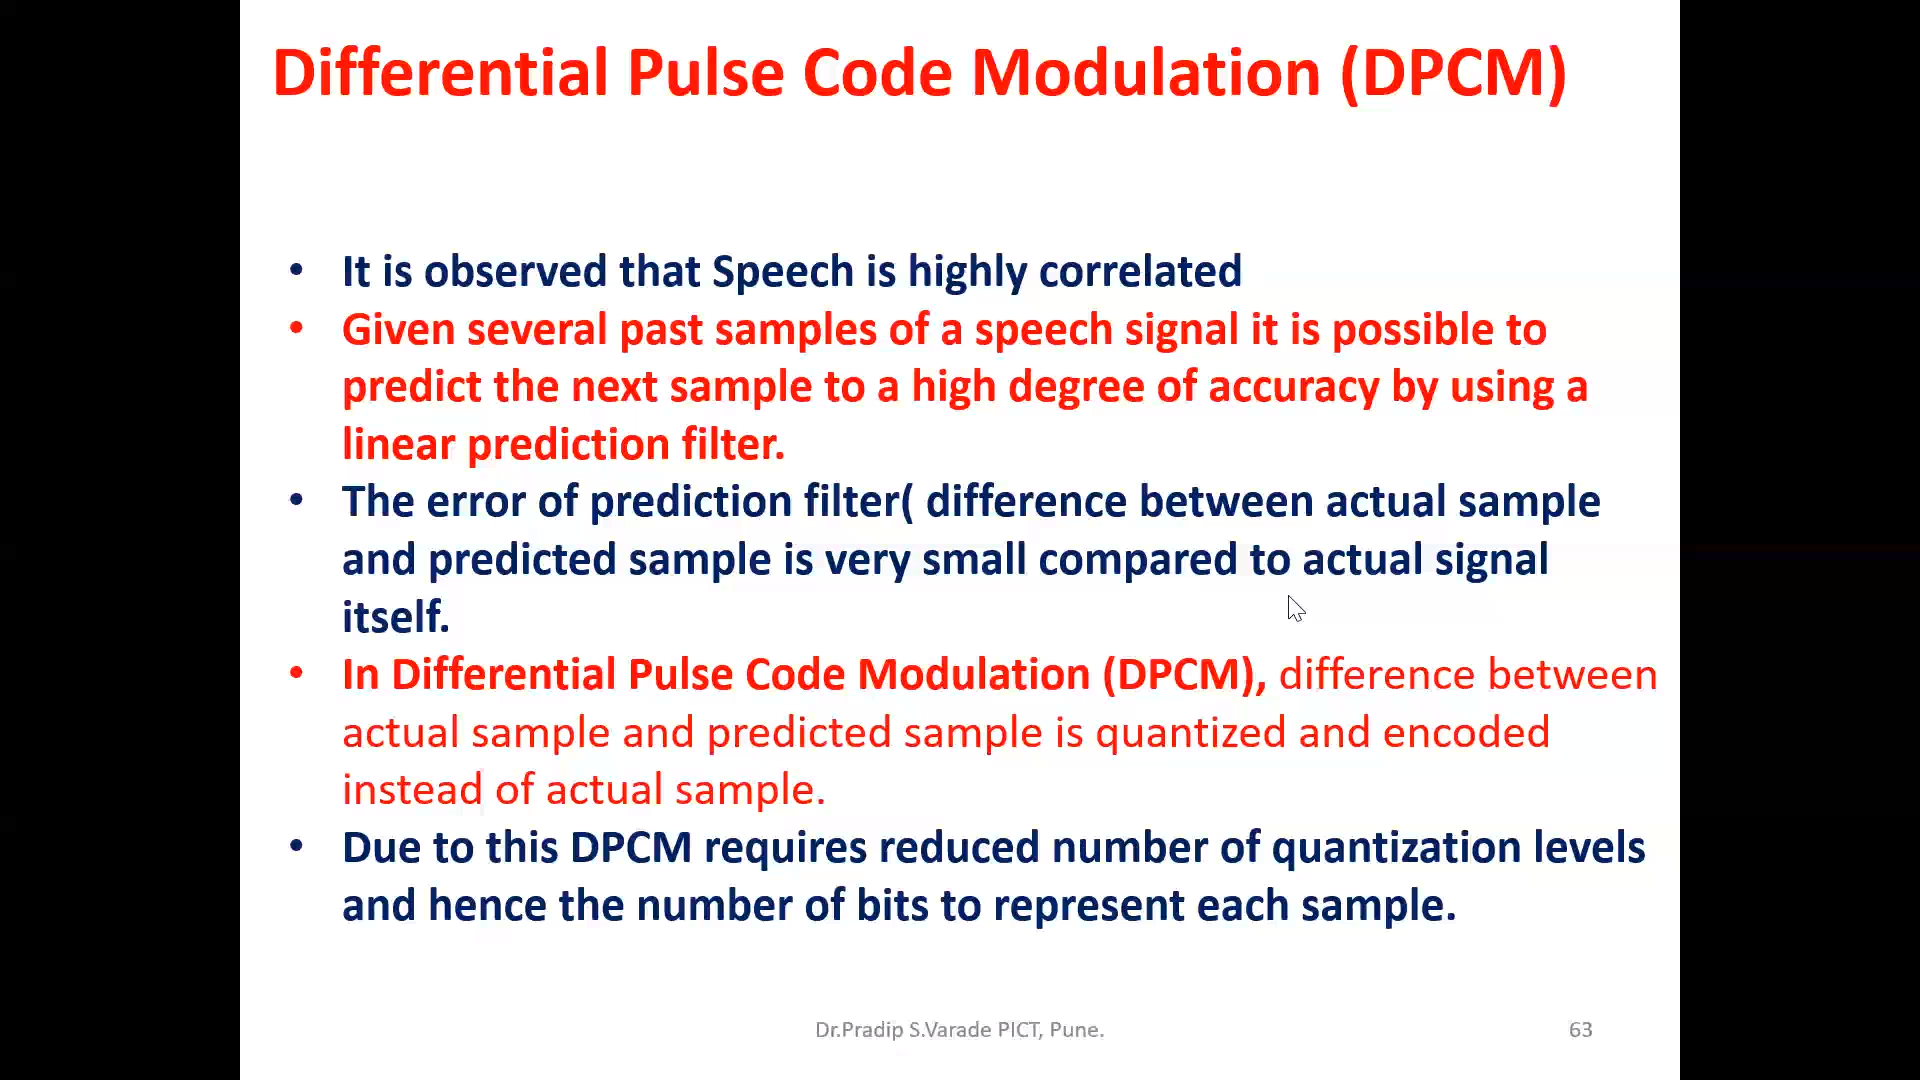 Differential Pulse Code Modulation (DPCM)
• It is observed that Speech is highly correlated
• Given several past samples of a speech signal it is possible to
predict the next sample to a high degree of accuracy by using a
linear prediction filter.
• The error of prediction filter( difference between actual sample
and predicted sample is very small compared to actual signal
itself.
• In Differential Pulse Code Modulation (DPCM), difference between
actual sample and predicted sample is quantized and encoded
instead of actual sample.
• Due to this DPCM requires reduced number of quantization levels
and hence the number of bits to represent each sample.
Dr.Pradip S.Varade PICT, Pune.
63